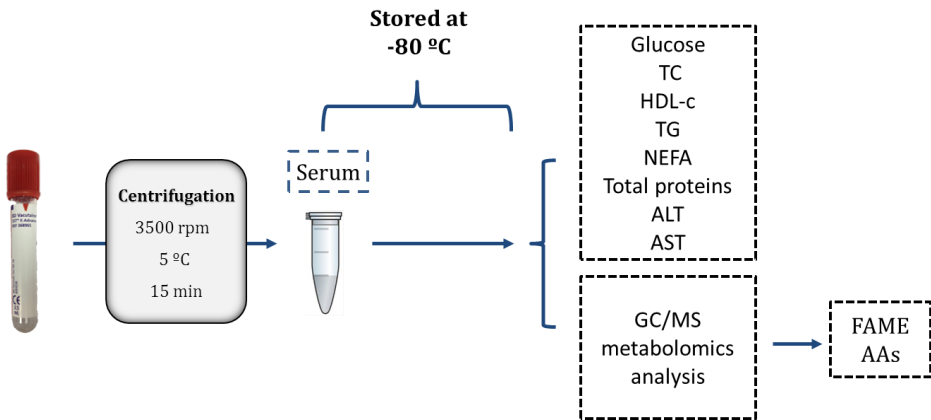 Stored at
-80 ºC
Glucose
TC
HDL-c
TG
NEFA
Total proteins
ALT
AST
Serum
Centrifugation
3500 rpm
5 ºC
15 min
GC/MS
metabolomics
analysis
FAME
AAs